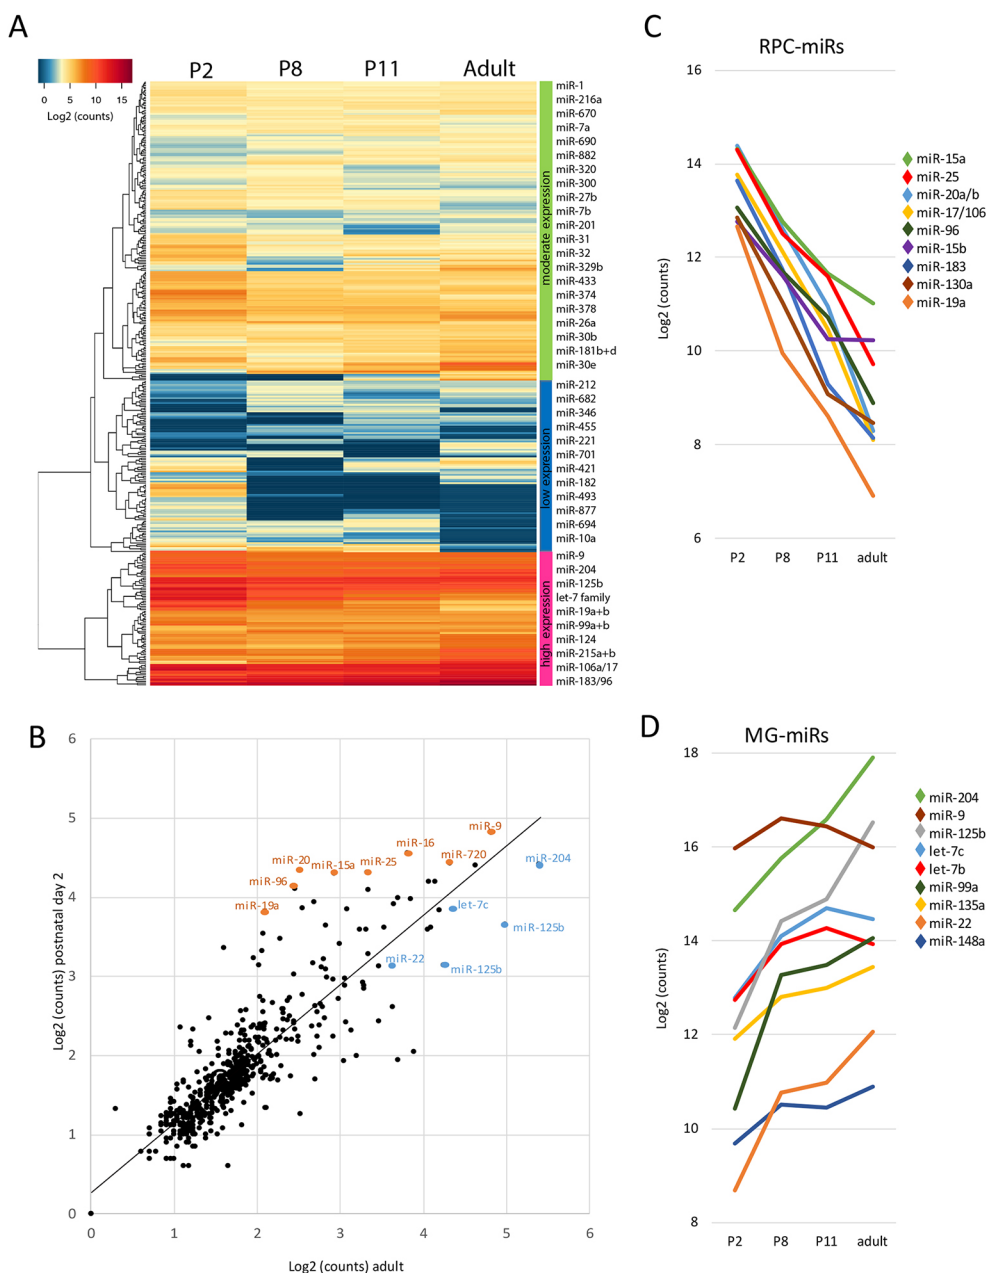 A
P2
P8
P11
Adult
0
5
10
15
Log2 (counts)
miR-1
miR-216a
miR-670
miR-7a
miR-690
miR-882
miR-320
miR-300
miR-27b
miR-7b
miR-201
miR-31
miR-32
miR-329b
miR-433
miR-374
miR-378
miR-26a
miR-30b
miR-181b+d
miR-30e
miR-212
miR-682
miR-346
miR-455
miR-221
miR-701
miR-421
miR-182
miR-493
miR-877
miR-694
miR-10a
miR-9
miR-204
miR-125b
let-7 family
miR-19a+b
miR-99a+b
miR-124
miR-215a+b
miR-106a/17
miR-183/96
moderate expression
low expression
high expression
B
6
5
4
3
2
1
0
0
1
2
3
4
5
6
Log2 (counts) postnatal day 2
Log2 (counts) adult
miR-9
miR-16
miR-720
miR-204
miR-20
miR-15a
miR-25
miR-96
miR-19a
let-7c
miR-125b
miR-22
miR-125b
C
RPC-miRs
16
14
12
10
8
6
Log2 (counts)
P2
P8
P11
adult
miR-15a
miR-25
miR-20a/b
miR-17/106
miR-96
miR-15b
miR-183
miR-130a
miR-19a
D
MG-miRs
18
16
14
12
10
8
Log2 (counts)
P2
P8
P11
adult
miR-204
miR-9
miR-125b
let-7c
let-7b
miR-99a
miR-135a
miR-22
miR-148a